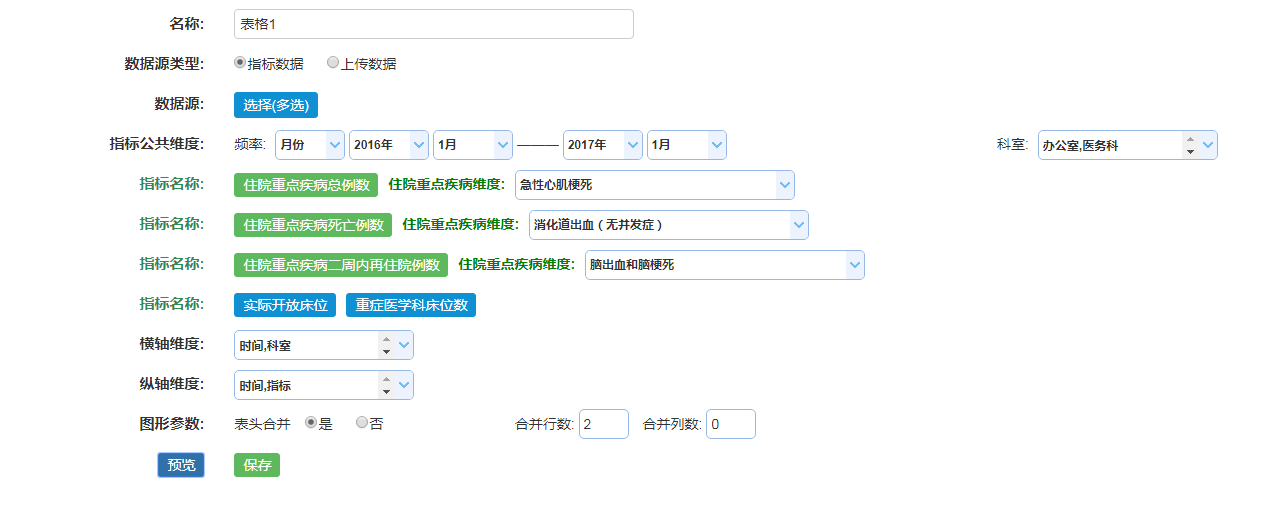 名称: 表格1
数据源类型: 指标数据 上传数据
数据源: 选择(多选)
指标公共维度: 频率: 月份 2016年 1月 ——— 2017年 1月 科室: 办公室,医务科
指标名称: 住院重点疾病总例数 住院重点疾病维度: 急性心肌梗死
指标名称: 住院重点疾病死亡例数 住院重点疾病维度: 消化道出血（无并发症）
指标名称: 住院重点疾病二周内再住院例数 住院重点疾病维度: 脑出血和脑梗死
指标名称: 实际开放床位 重症医学科床位数
横轴维度: 时间,科室
纵轴维度: 时间,指标
图形参数: 表头合并 是 否 合并行数: 2 合并列数: 0
预览 保存